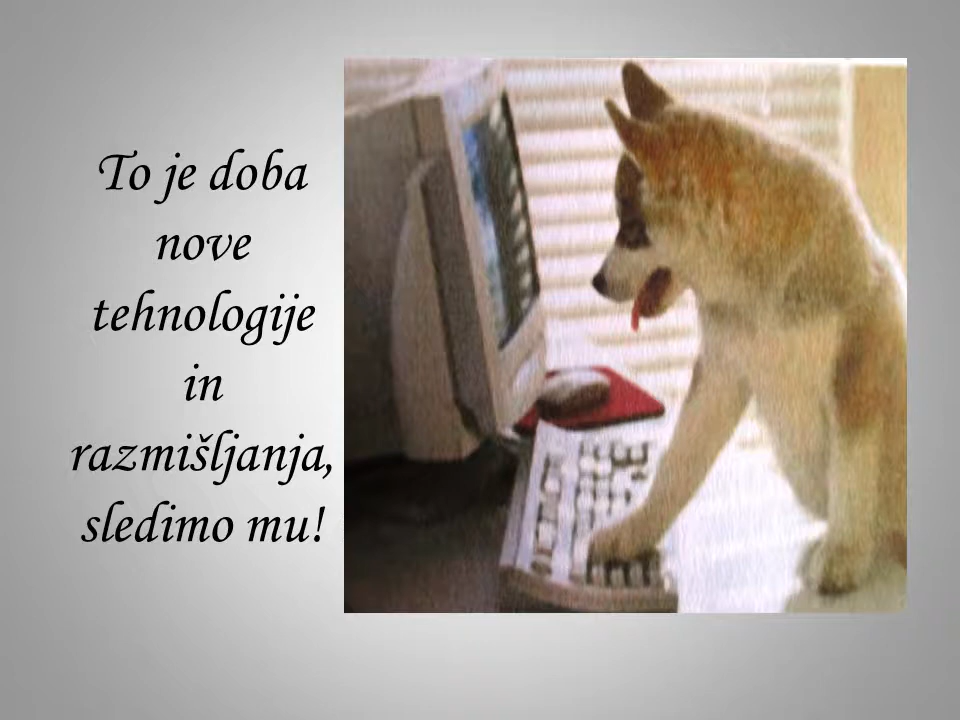 To je doba
nove
tehnologije
in
razmišljanja,
sledimo mu!